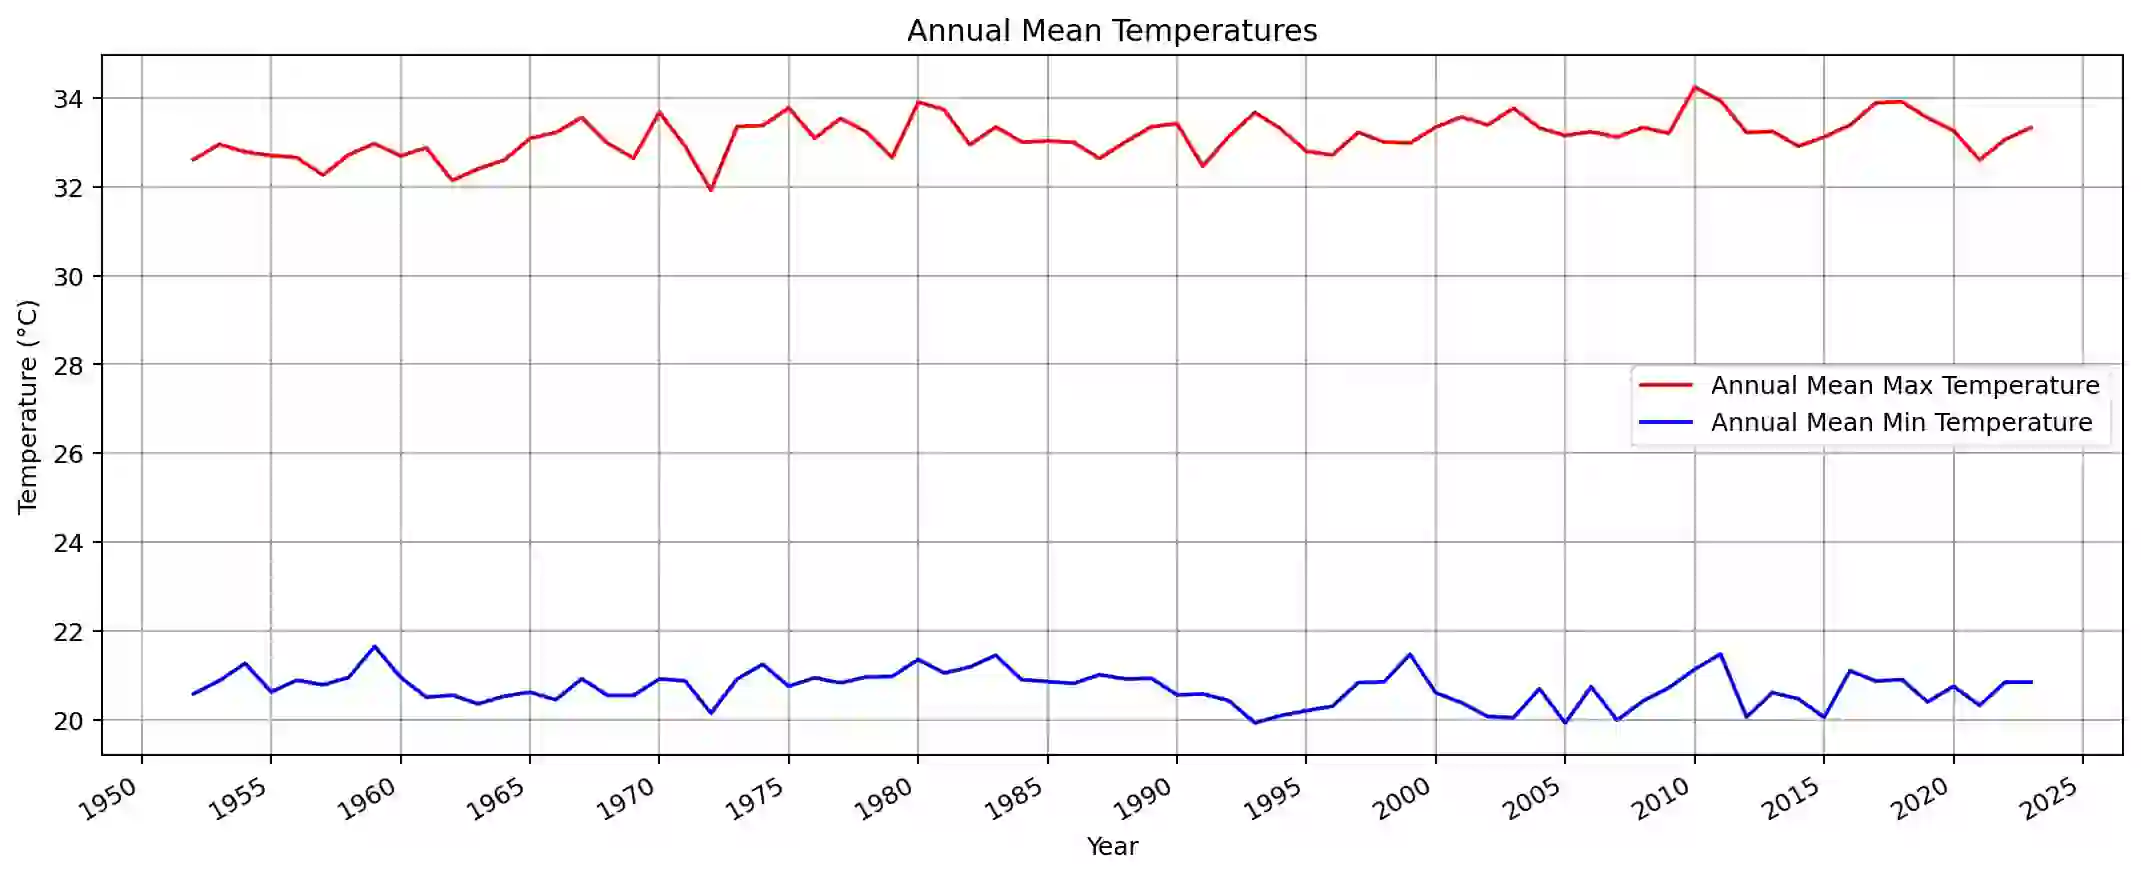 Annual Mean Temperatures
34
32
30
28
26
24
22
20
Temperature (°C)
Annual Mean Max Temperature
Annual Mean Min Temperature
1950 1955 1960 1965 1970 1975 1980 1985 1990 1995 2000 2005 2010 2015 2020 2025
Year